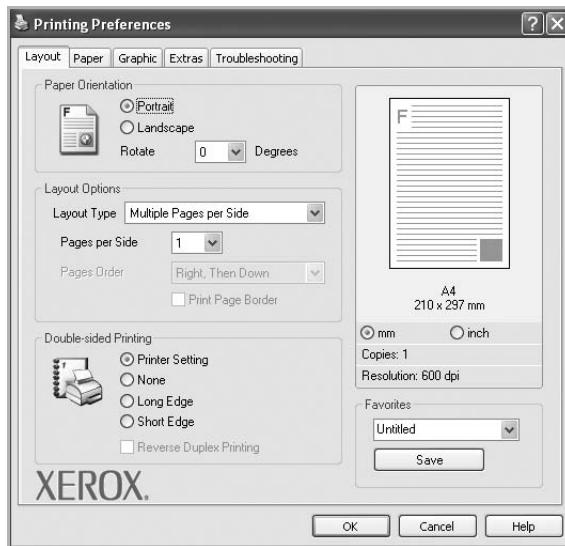 Printing Preferences
Layout Paper Graphic Extras Troubleshooting
Paper Orientation
F
Portrait
Landscape
Rotate 0 Degrees
Layout Options
Layout Type Multiple Pages per Side
Pages per Side 1
Pages Order Right, Then Down
Print Page Border
Double-sided Printing
1
Printer Setting
None
Long Edge
Short Edge
Reverse Duplex Printing
XEROX.
F
A4
210 x 297 mm
mm inch
Copies: 1
Resolution: 600 dpi
Favorites
Untitled
Save
OK Cancel Help